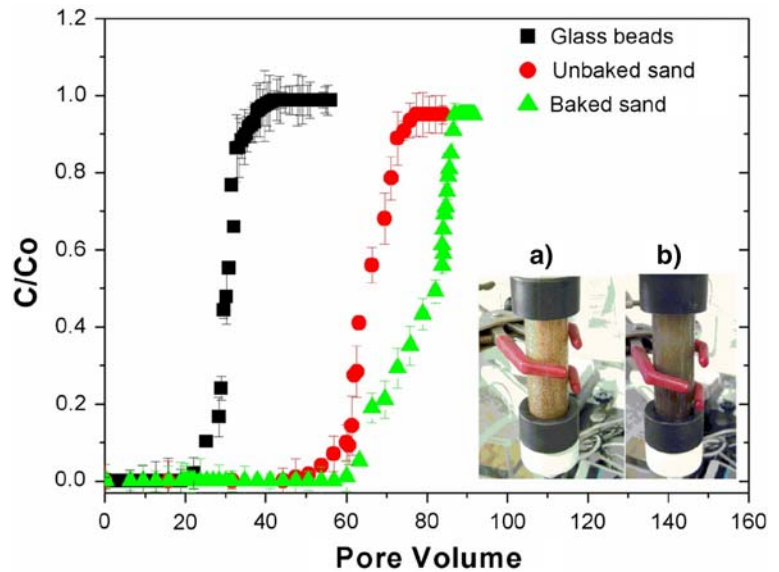 1.2
1.0
0.8
0.6
0.4
0.2
0.0
C/Co
Glass beads
Unbaked sand
Baked sand
a) b)
0 20 40 60 80 100 120 140 160
Pore Volume